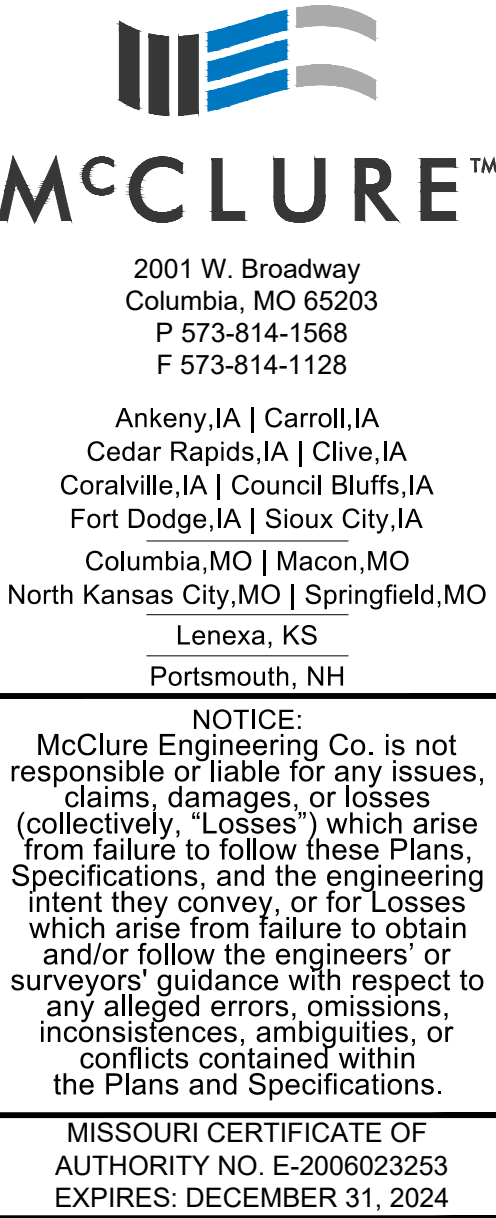 McCLURE™
2001 W. Broadway
Columbia, MO 65203
P 573-814-1568
F 573-814-1128
Ankeny,IA | Carroll,IA
Cedar Rapids,IA | Clive,IA
Coralville,IA | Council Bluffs,IA
Fort Dodge,IA | Sioux City,IA
Columbia,MO | Macon,MO
North Kansas City,MO | Springfield,MO
Lenexa, KS
Portsmouth, NH
NOTICE:
McClure Engineering Co. is not
responsible or liable for any issues,
claims, damages, or losses
(collectively, “Losses”) which arise
from failure to follow these Plans,
Specifications, and the engineering
intent they convey, or for Losses
which arise from failure to obtain
and/or follow the engineers’ or
surveyors' guidance with respect to
any alleged errors, omissions,
inconsistences, ambiguities, or
conflicts contained within
the Plans and Specifications.
MISSOURI CERTIFICATE OF
AUTHORITY NO. E-2006023253
EXPIRES: DECEMBER 31, 2024